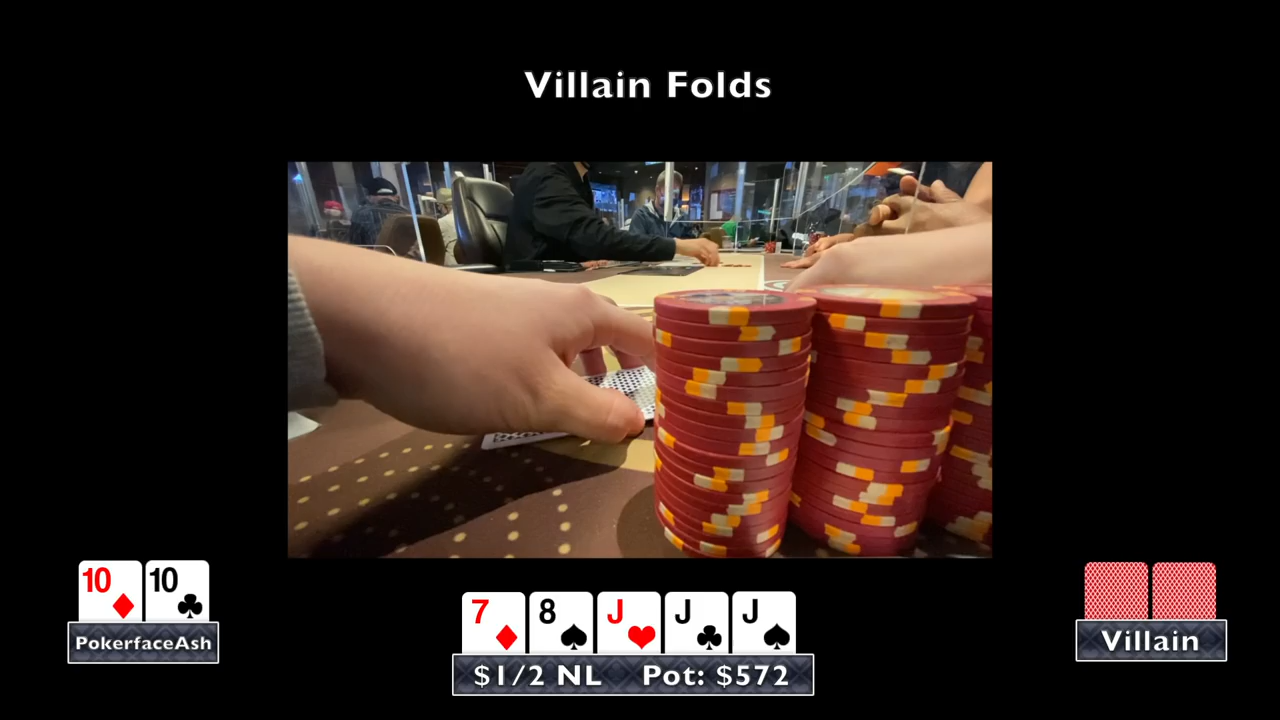 Villain Folds
10 10
PokerfaceAsh
7 8 J J J
$1/2 NL Pot: $572
Villain